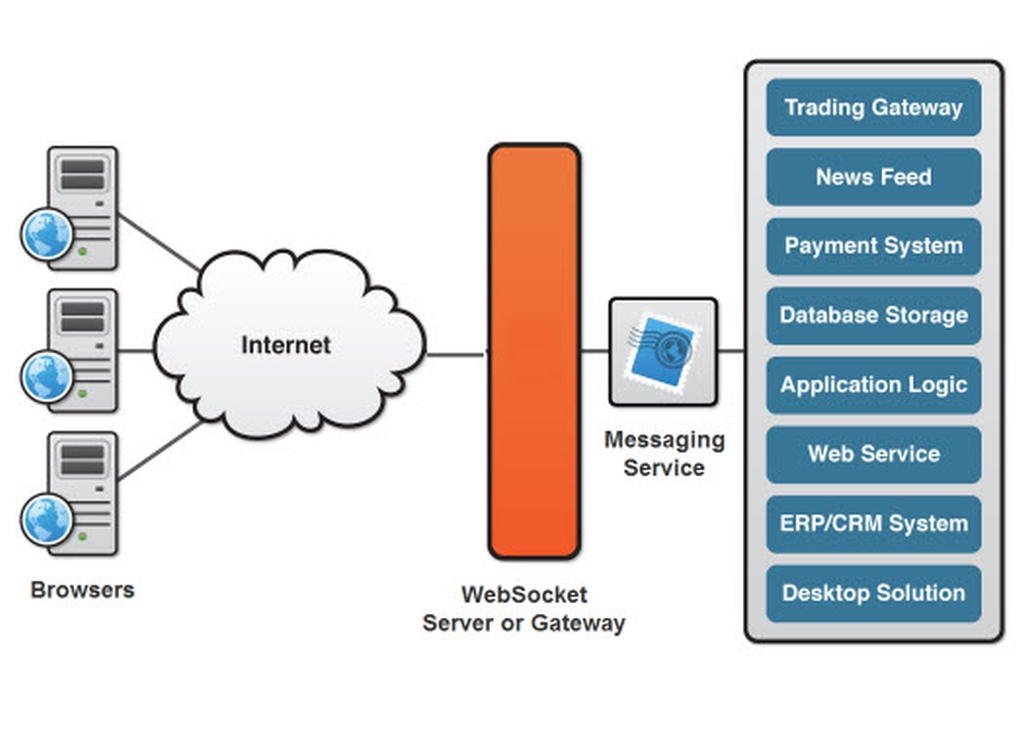 Browsers
Internet
WebSocket
Server or Gateway
Messaging
Service
Trading Gateway
News Feed
Payment System
Database Storage
Application Logic
Web Service
ERP/CRM System
Desktop Solution